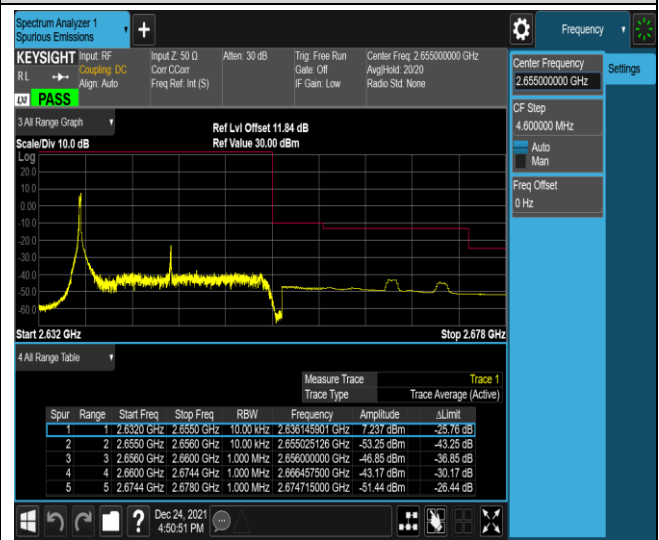 Spectrum Analyzer 1
Spurious Emissions
+
Frequency
KEYSIGHT Input: RF Input Z: 50 Ω Atten: 30 dB Trig: Free Run Center Freq: 2.655000000 GHz
R L Coupling: DC Corr CCorr Gate: Off Avg|Hold: 20/20
Align: Auto Freq Ref: Int (S) IF Gain: Low Radio Std: None
LXI PASS
Center Frequency
2.655000000 GHz
Settings
CF Step
4.600000 MHz
Auto
Man
Freq Offset
0 Hz
3 All Range Graph
Ref Lvl Offset 11.84 dB
Scale/Div 10.0 dB Ref Value 30.00 dBm
Log
20.0
10.0
0.00
-10.0
-20.0
-30.0
-40.0
-50.0
-60.0
Start 2.632 GHz Stop 2.678 GHz
4 All Range Table
Measure Trace Trace 1
Trace Type Trace Average (Active)
Spur Range Start Freq Stop Freq RBW Frequency Amplitude ΔLimit
1 1 2.6320 GHz 2.6550 GHz 10.00 kHz 2.636145901 GHz 7.237 dBm -25.76 dB
2 2 2.6550 GHz 2.6560 GHz 10.00 kHz 2.655025126 GHz -53.25 dBm -43.25 dB
3 3 2.6560 GHz 2.6600 GHz 1.000 MHz 2.656000000 GHz -46.85 dBm -36.85 dB
4 4 2.6600 GHz 2.6744 GHz 1.000 MHz 2.666457500 GHz -43.17 dBm -30.17 dB
5 5 2.6744 GHz 2.6780 GHz 1.000 MHz 2.674715000 GHz -51.44 dBm -26.44 dB
? Dec 24, 2021
4:50:51 PM